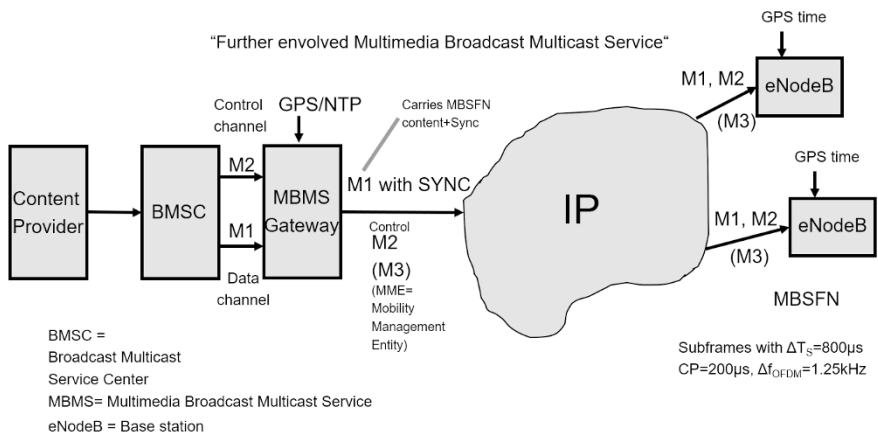 “Further envolved Multimedia Broadcast Multicast Service“
GPS time
eNodeB
M1, M2
(M3)
GPS/NTP
Control
channel
Carries MBSFN
content+Sync
Content
Provider
BMSC
M2
M1
Data
channel
MBMS
Gateway
M1 with SYNC
Control
M2
(M3)
(MME=
Mobility
Management
Entity)
IP
GPS time
eNodeB
M1, M2
(M3)
MBSFN
Subframes with ΔTS=800µs
CP=200µs, ΔfOFDM=1.25kHz
BMSC =
Broadcast Multicast
Service Center
MBMS= Multimedia Broadcast Multicast Service
eNodeB = Base station